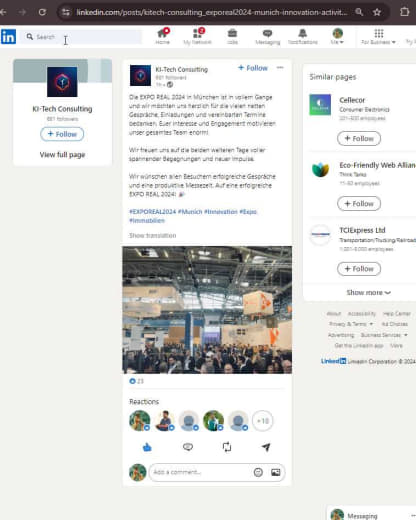 linkedin.com/posts/kitech-consulting_exporeal2024-munich-innovation-activit...
in
Search
Home
My Network
Jobs
Messaging
Notifications
Me
For Business
Try
KI-Tech Consulting
681 followers
+ Follow
View full page
KI-Tech Consulting
681 followers
+ Follow
Die EXPO REAL 2024 in München ist in vollem Gange
und wir möchten uns herzlich für die vielen netten
Gespräche, Einladungen und vereinbarten Termine
bedanken. Euer Interesse und Engagement motivieren
unser gesamtes Team enorm!
Wir freuen uns auf die beiden weiteren Tage voller
spannender Begegnungen und neuer Impulse.
Wir wünschen allen Besuchern erfolgreiche Gespräche
und eine produktive Messezeit. Auf eine erfolgreiche
EXPO REAL 2024!
#EXPOREAL2024 #Munich #Innovation #Expo
#Immobilien
Show translation
23
Reactions
+18
Add a comment...
Similar pages
Cellecor
Consumer Electronics
201-500 employees
+ Follow
Eco-Friendly Web Allian
Think Tanks
11-50 employees
+ Follow
TCIExpress Ltd
Transportation/Trucking/Railroad
1,001-5,000 employees
+ Follow
Show more
About Accessibility Help Center
Privacy & Terms Ad Choices
Advertising Business Services
Get the LinkedIn app More
LinkedIn LinkedIn Corporation © 2024
Messaging